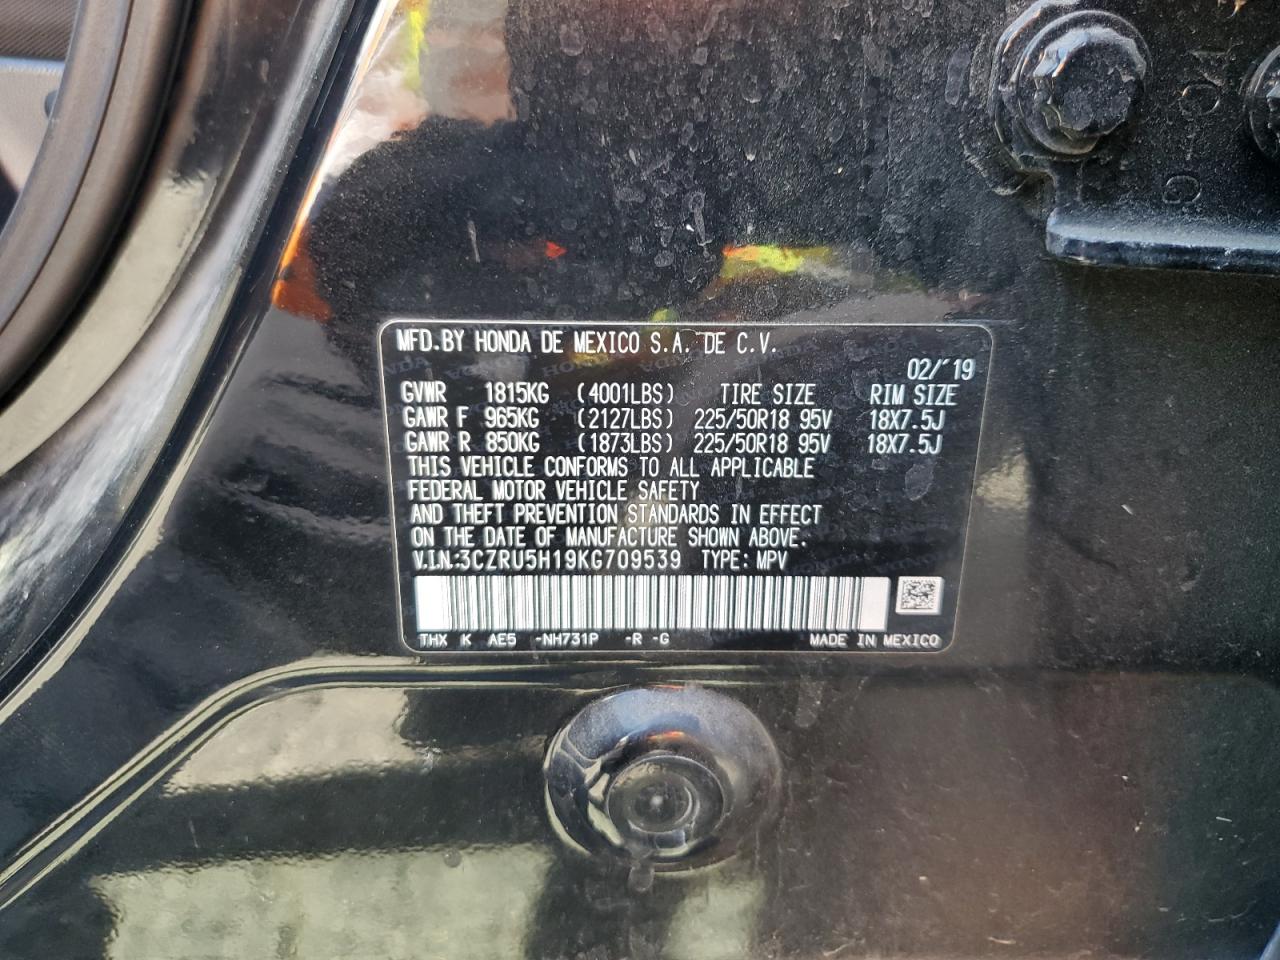 MFD.BY HONDA DE MEXICO S.A. DE C.V.
02/'19
GVWR 1815KG (4001LBS) TIRE SIZE RIM SIZE
GAWR F 965KG (2127LBS) 225/50R18 95V 18X7.5J
GAWR R 850KG (1873LBS) 225/50R18 95V 18X7.5J
THIS VEHICLE CONFORMS TO ALL APPLICABLE
FEDERAL MOTOR VEHICLE SAFETY
AND THEFT PREVENTION STANDARDS IN EFFECT
ON THE DATE OF MANUFACTURE SHOWN ABOVE.
V.I.N:3CZRU5H19KG709539 TYPE: MPV
THX K AE5 -NH731P -R -G MADE IN MEXICO